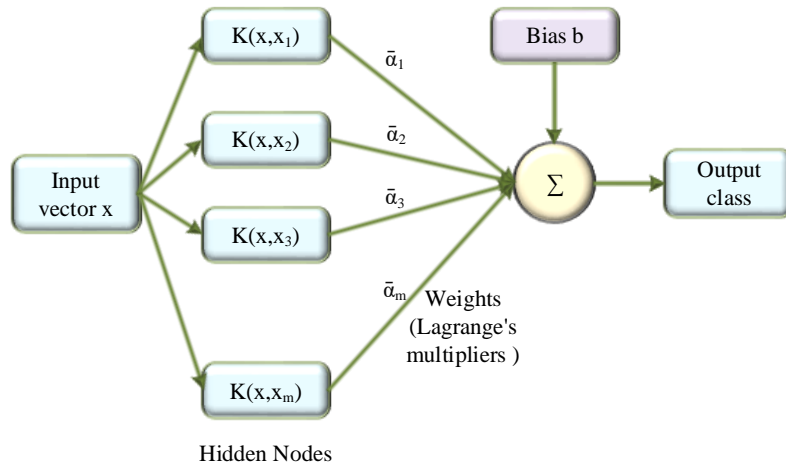 K(x,x₁)
Bias b
ᾱ₁
K(x,x₂)
ᾱ₂
Input
vector x
∑
Output
class
K(x,x₃)
ᾱ₃
ᾱₘ
Weights
(Lagrange's
multipliers )
K(x,xₘ)
Hidden Nodes